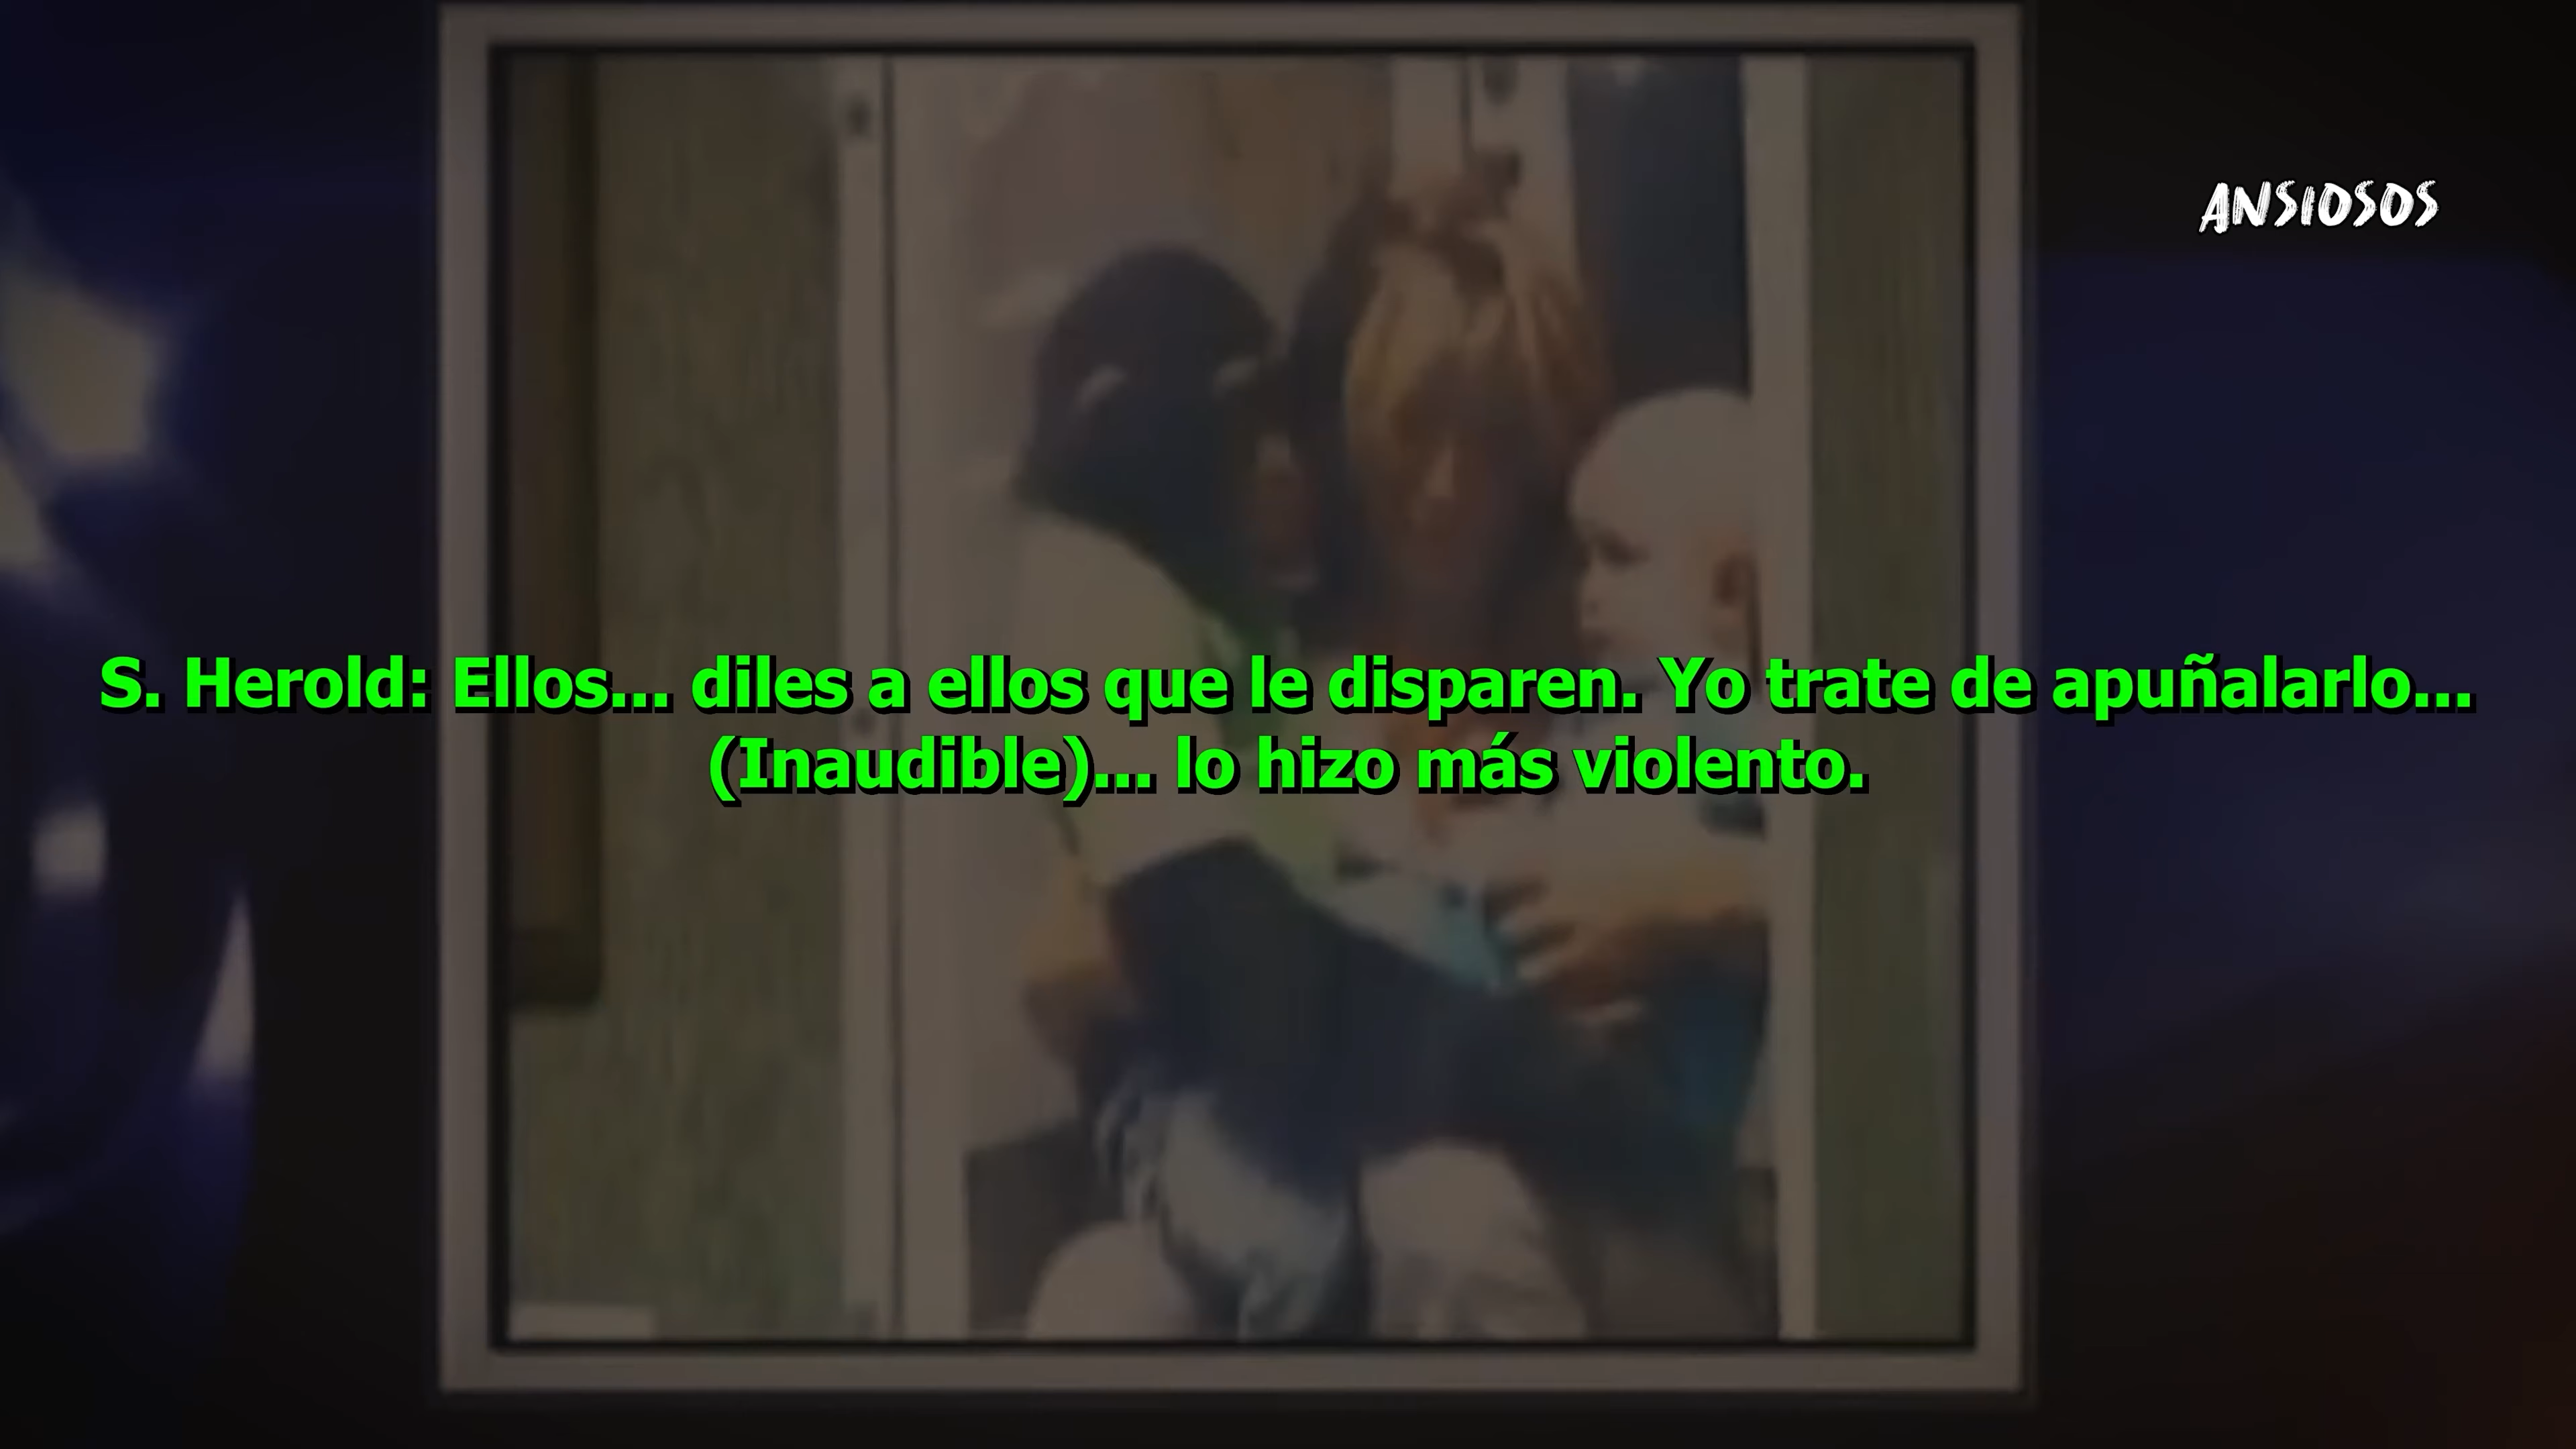 ANSIOSOS
S. Herold: Ellos... diles a ellos que le disparen. Yo trate de apuñalarlo...
(Inaudible)... lo hizo más violento.